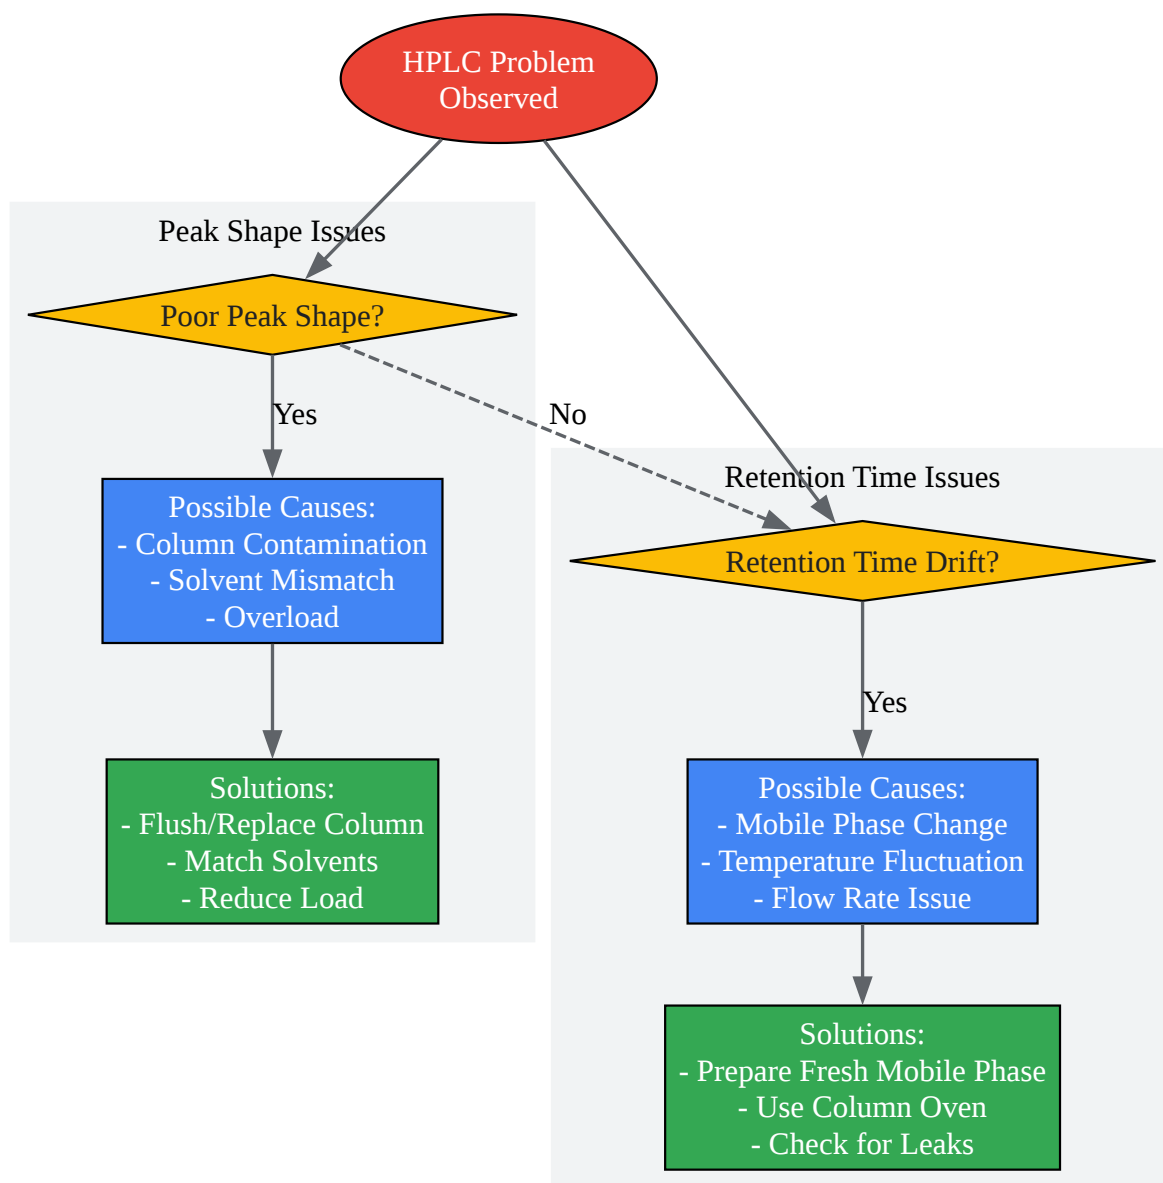 HPLC Problem
Observed
Peak Shape Issues
Poor Peak Shape?
Yes
No
Possible Causes:
- Column Contamination
- Solvent Mismatch
- Overload
Solutions:
- Flush/Replace Column
- Match Solvents
- Reduce Load
Retention Time Issues
Retention Time Drift?
Yes
Possible Causes:
- Mobile Phase Change
- Temperature Fluctuation
- Flow Rate Issue
Solutions:
- Prepare Fresh Mobile Phase
- Use Column Oven
- Check for Leaks